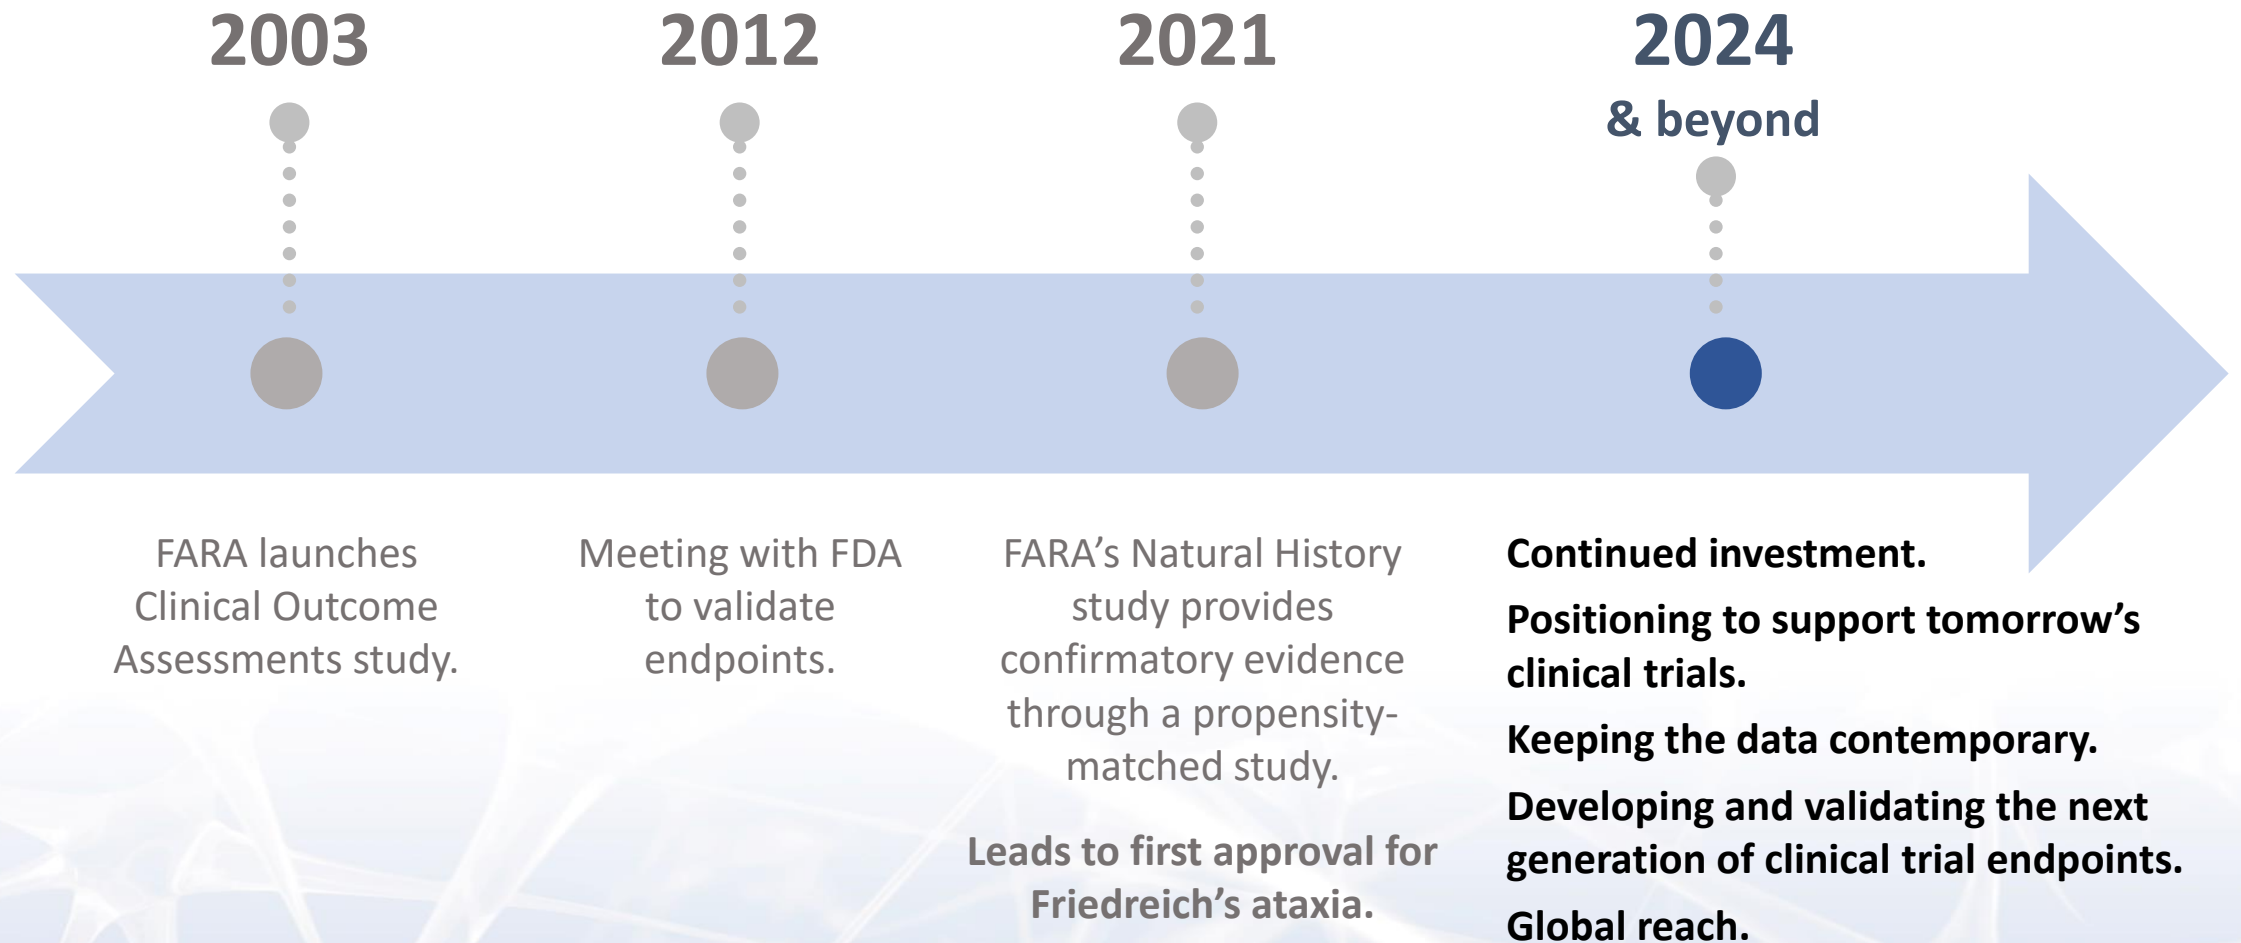 2003
FARA launches
Clinical Outcome
Assessments study.
2012
Meeting with FDA
to validate
endpoints.
2021
FARA’s Natural History
study provides
confirmatory evidence
through a propensity-
matched study.
Leads to first approval for
Friedreich’s ataxia.
2024
& beyond
Continued investment.
Positioning to support tomorrow’s
clinical trials.
Keeping the data contemporary.
Developing and validating the next
generation of clinical trial endpoints.
Global reach.